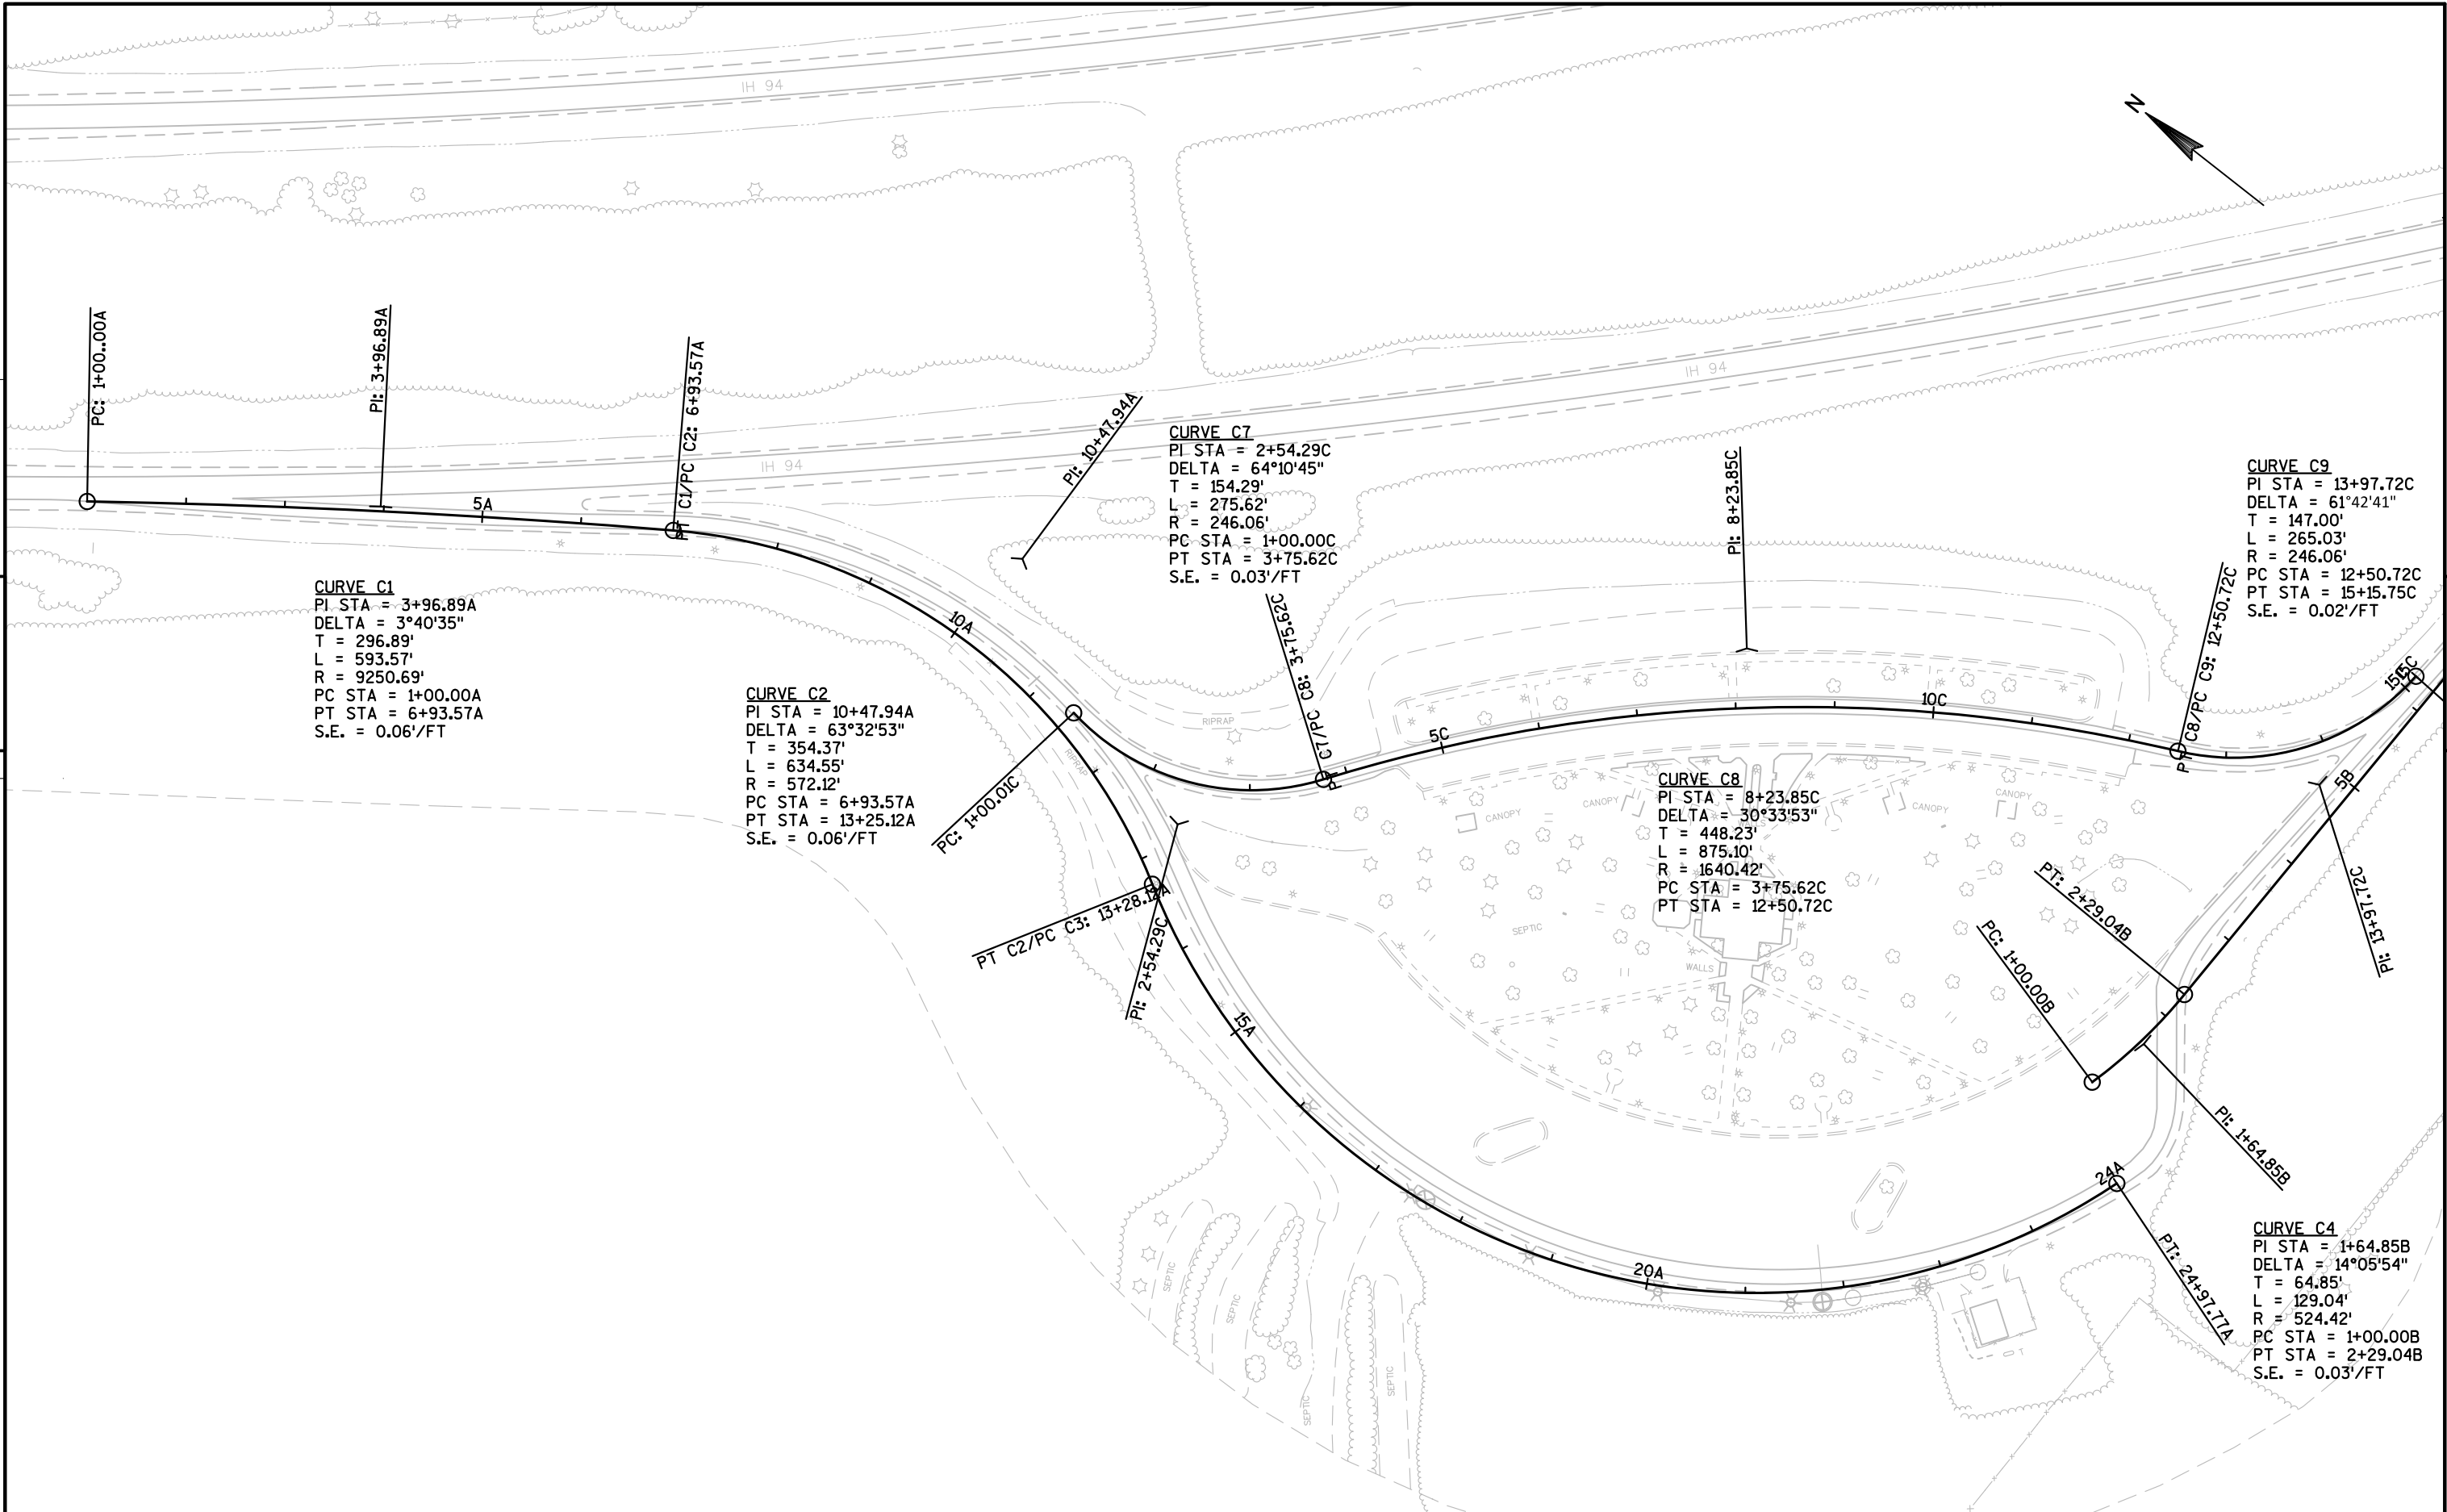 IH 94
N
PC: 1+00..00A
PI: 3+96.89A
PT C1/PC C2: 6+93.57A
PI: 10+47.94A
IH 94
IH 94
5A
10A
CURVE C7
PI STA = 2+54.29C
DELTA = 64°10'45"
T = 154.29'
L = 275.62'
R = 246.06'
PC STA = 1+00.00C
PT STA = 3+75.62C
S.E. = 0.03'/FT
PI: 8+23.85C
CURVE C9
PI STA = 13+97.72C
DELTA = 61°42'41"
T = 147.00'
L = 265.03'
R = 246.06'
PC STA = 12+50.72C
PT STA = 15+15.75C
S.E. = 0.02'/FT
CURVE C1
PI STA = 3+96.89A
DELTA = 3°40'35"
T = 296.89'
L = 593.57'
R = 9250.69'
PC STA = 1+00.00A
PT STA = 6+93.57A
S.E. = 0.06'/FT
CURVE C2
PI STA = 10+47.94A
DELTA = 63°32'53"
T = 354.37'
L = 634.55'
R = 572.12'
PC STA = 6+93.57A
PT STA = 13+25.12A
S.E. = 0.06'/FT
PT C7/PC C8: 3+75.62C
PT C8/PC C9: 12+50.72C
RIPRAP
RIPRAP
5C
10C
5B
PC: 1+00.01C
CURVE C8
PI STA = 8+23.85C
DELTA = 30°33'53"
T = 448.23'
L = 875.10'
R = 1640.42'
PC STA = 3+75.62C
PT STA = 12+50.72C
CANOPY
CANOPY
CANOPY
CANOPY
WALLS
WALLS
SEPTIC
PT C2/PC C3: 13+28.12A
PI: 2+54.29C
PT: 2+29.04B
PC: 1+00.00B
PI: 13+97.72C
PI: 1+64.85B
15A
20A
24A
PT: 24+97.77A
CURVE C4
PI STA = 1+64.85B
DELTA = 14°05'54"
T = 64.85'
L = 129.04'
R = 524.42'
PC STA = 1+00.00B
PT STA = 2+29.04B
S.E. = 0.03'/FT
SEPTIC
SEPTIC
SEPTIC
SEPTIC
T